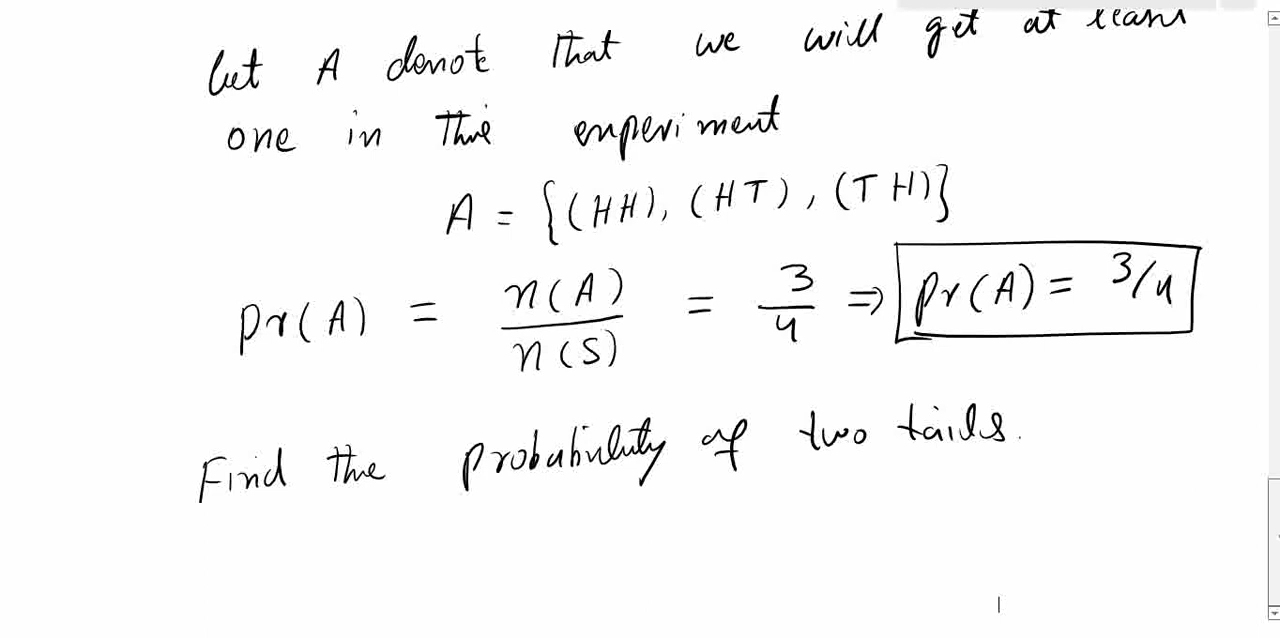 let A denote that we will get at least
one in the experiment
A = {(HH), (HT), (TH)}
pr(A) = n(A)/n(S) = 3/4 ⇒ pr(A) = 3/4
Find the probability of two tails.